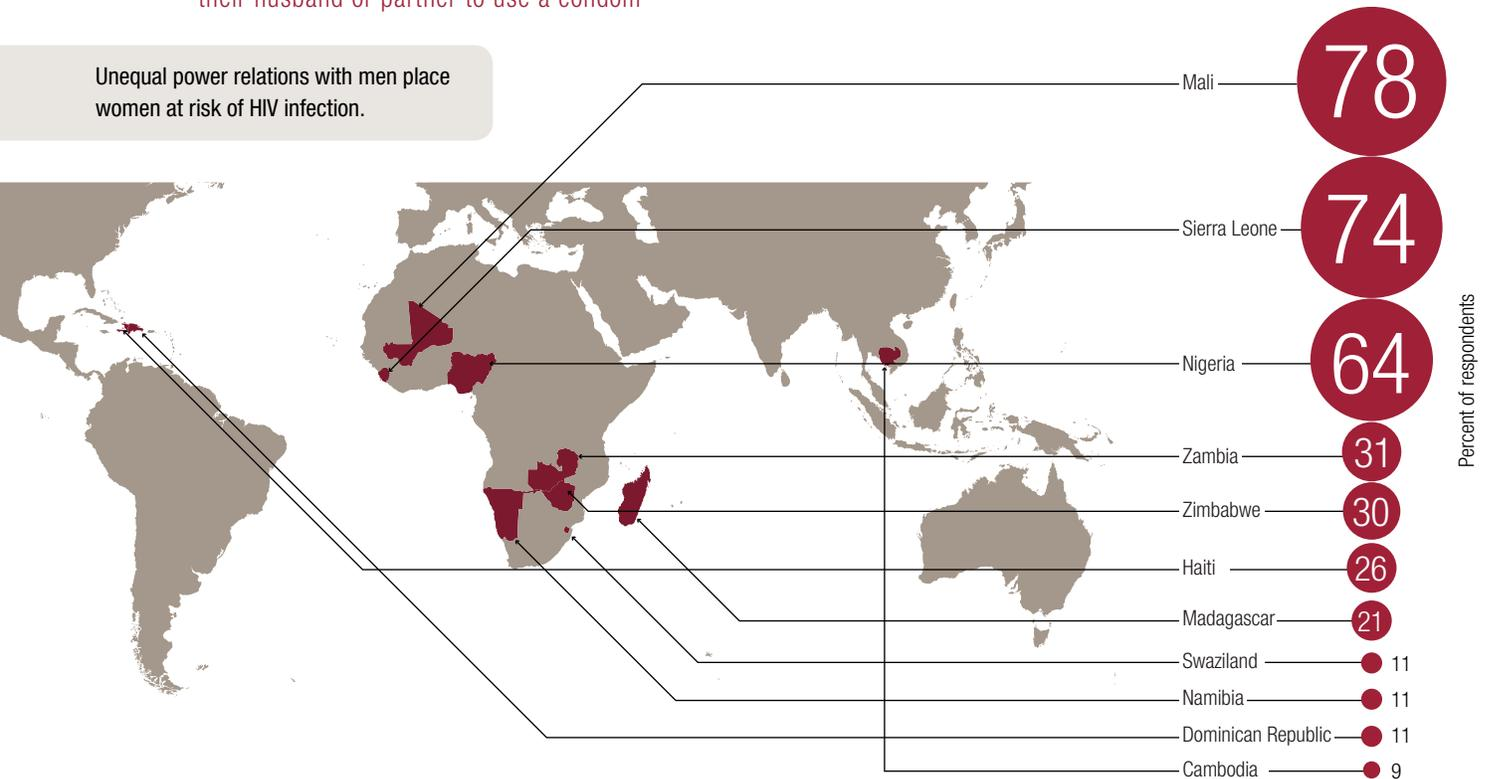 their husband or partner to use a condom
Unequal power relations with men place
women at risk of HIV infection.
Mali 78
Sierra Leone 74
Nigeria 64
Zambia 31
Zimbabwe 30
Haiti 26
Madagascar 21
Swaziland 11
Namibia 11
Dominican Republic 11
Cambodia 9
Percent of respondents